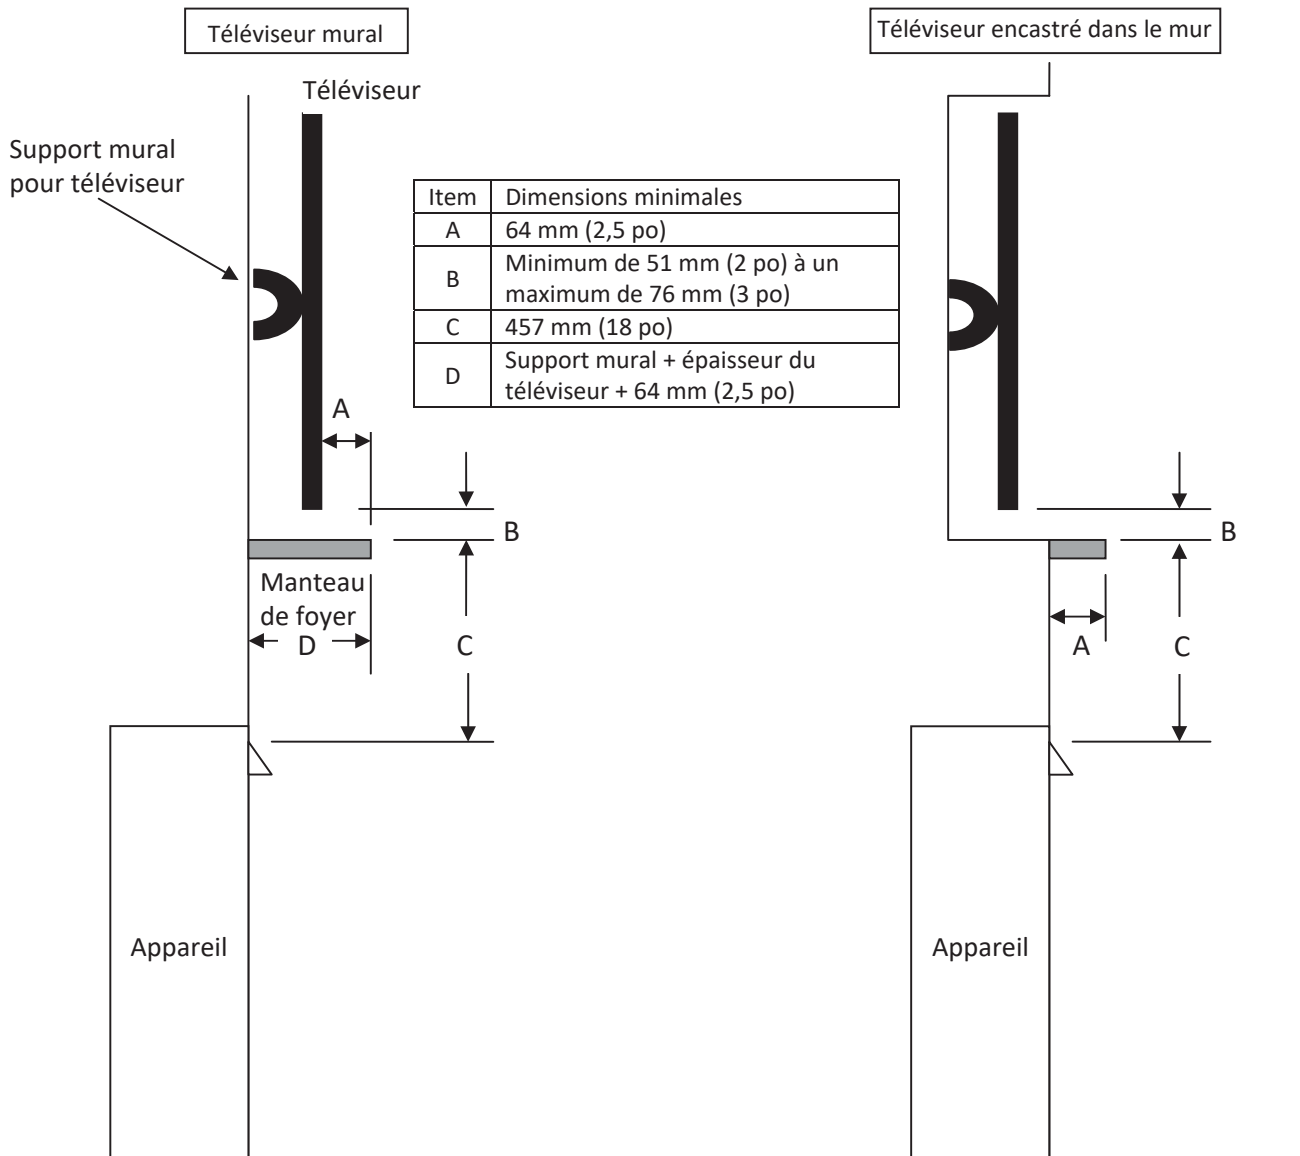 Téléviseur mural
Téléviseur encastré dans le mur
Téléviseur
Support mural
pour téléviseur
Item Dimensions minimales
A 64 mm (2,5 po)
B Minimum de 51 mm (2 po) à un
maximum de 76 mm (3 po)
C 457 mm (18 po)
D Support mural + épaisseur du
téléviseur + 64 mm (2,5 po)
A
B
Manteau
de foyer
D
C
Appareil
B
A
C
Appareil